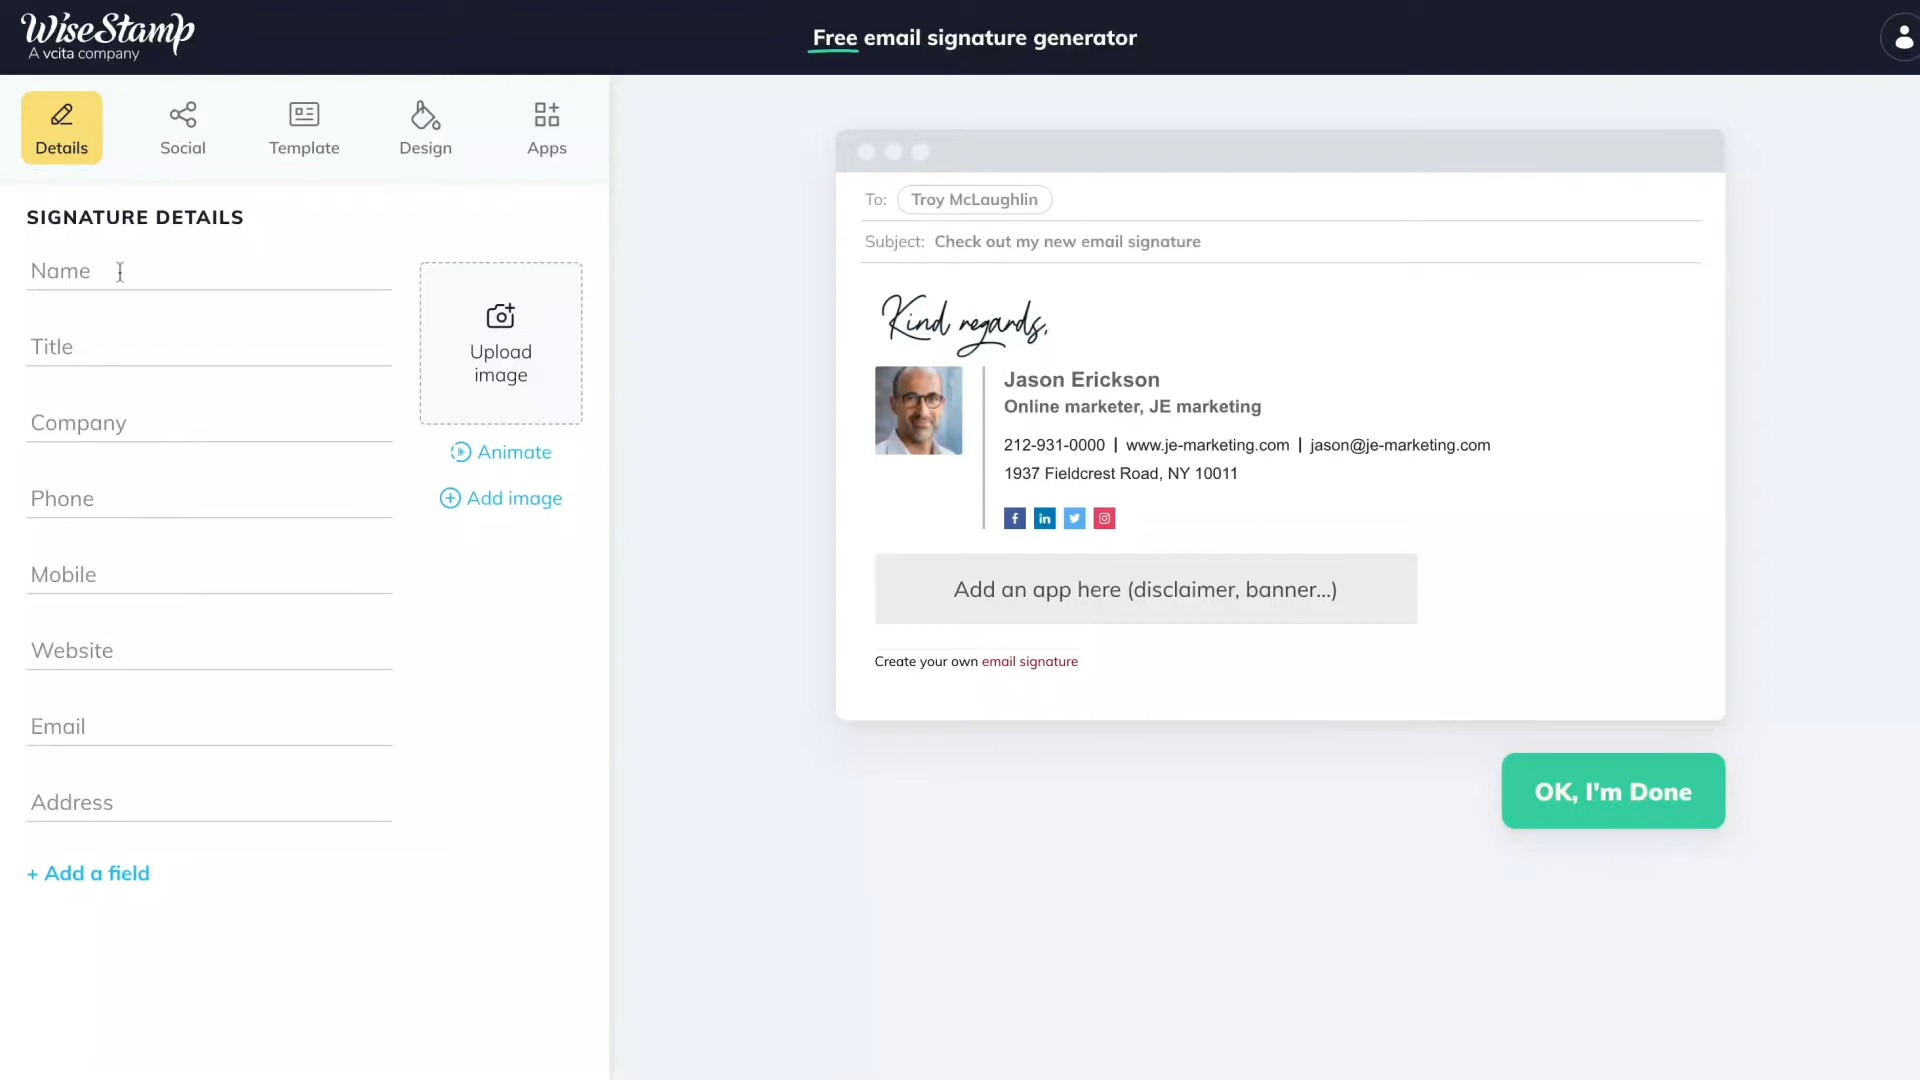 WiseStamp
A vcita company
Free email signature generator
Details
Social
Template
Design
Apps
SIGNATURE DETAILS
Name
Title
Company
Phone
Mobile
Website
Email
Address
+ Add a field
Upload
image
Animate
Add image
To: Troy McLaughlin
Subject: Check out my new email signature
Kind regards,
Jason Erickson
Online marketer, JE marketing
212-931-0000 | www.je-marketing.com | jason@je-marketing.com
1937 Fieldcrest Road, NY 10011
f in
Add an app here (disclaimer, banner...)
Create your own email signature
OK, I'm Done